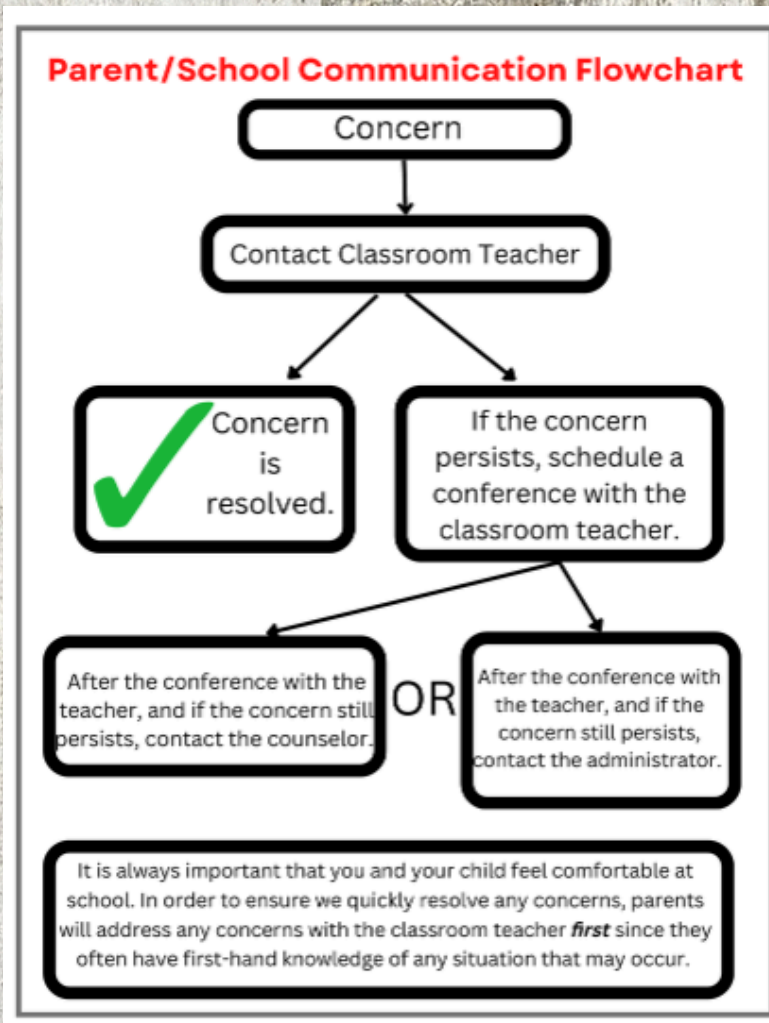 Parent/School Communication Flowchart
Concern
Contact Classroom Teacher
Concern
is
resolved.
If the concern
persists, schedule a
conference with the
classroom teacher.
After the conference with the
teacher, and if the concern still
persists, contact the counselor.
OR
After the conference with
the teacher, and if the
concern still persists,
contact the administrator.
It is always important that you and your child feel comfortable at
school. In order to ensure we quickly resolve any concerns, parents
will address any concerns with the classroom teacher first since they
often have first-hand knowledge of any situation that may occur.